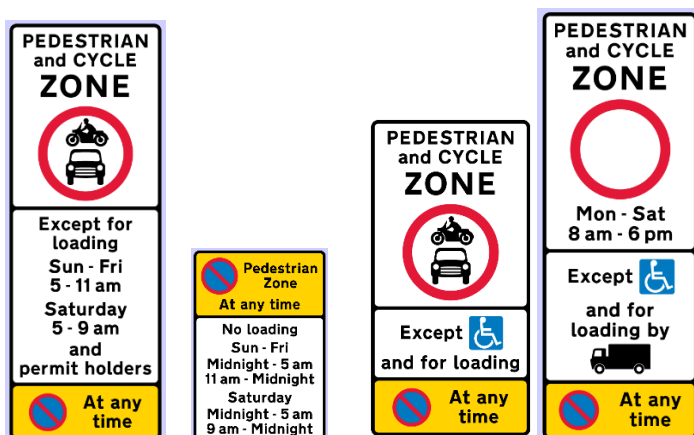 PEDESTRIAN
and CYCLE
ZONE
Except for
loading
Sun - Fri
5 - 11 am
Saturday
5 - 9 am
and
permit holders
At any
time
Pedestrian
Zone
At any time
No loading
Sun - Fri
Midnight - 5 am
11 am - Midnight
Saturday
Midnight - 5 am
9 am - Midnight
PEDESTRIAN
and CYCLE
ZONE
Except
and for loading
At any
time
PEDESTRIAN
and CYCLE
ZONE
Mon - Sat
8 am - 6 pm
Except
and for
loading by
At any
time